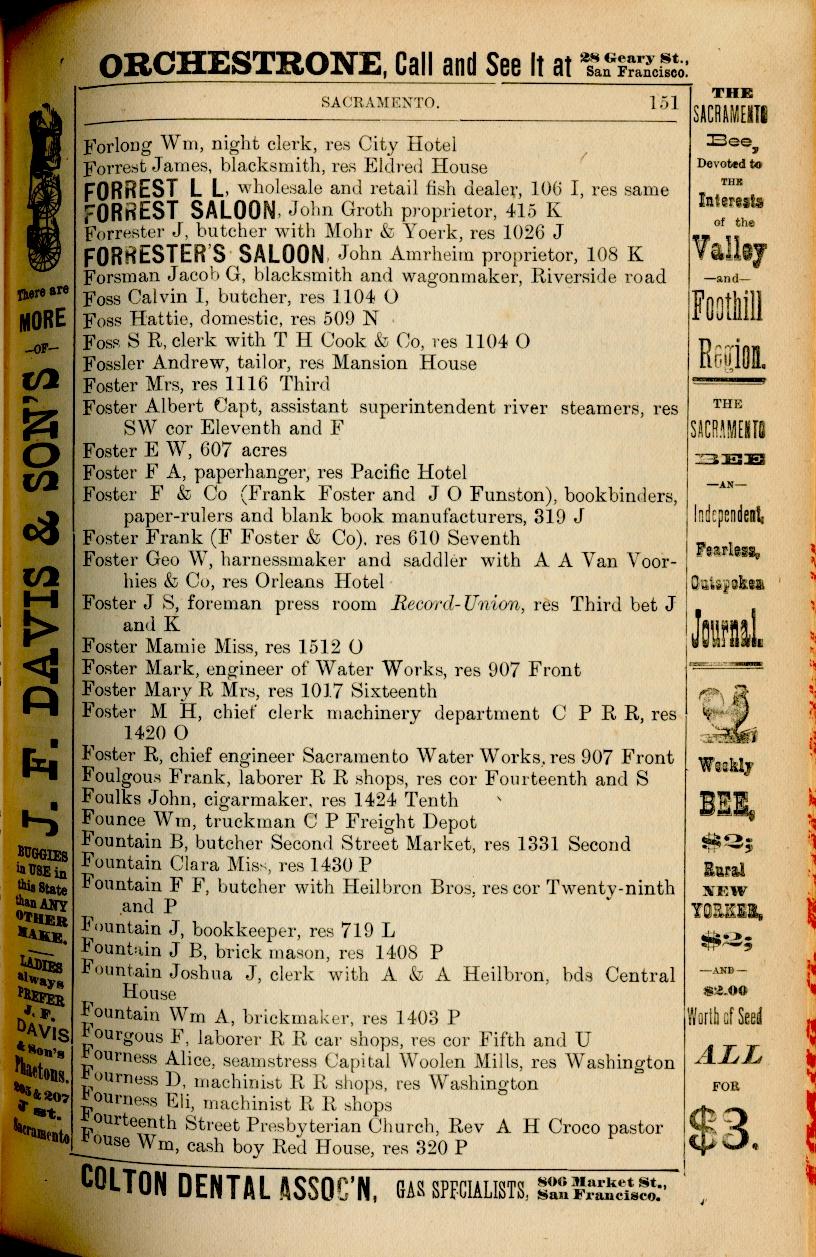 ORCHESTRONE, Call and See It at 28 Geary St., San Francisco.
SACRAMENTO. 151
Forlong Wm, night clerk, res City Hotel
Forrest James, blacksmith, res Eldred House
FORREST L L, wholesale and retail fish dealer, 106 I, res same
FORREST SALOON, John Groth proprietor, 415 K
Forrester J, butcher with Mohr & Yoerk, res 1026 J
FORRESTER'S SALOON, John Amrheim proprietor, 108 K
Forsman Jacob G, blacksmith and wagonmaker, Riverside road
Foss Calvin I, butcher, res 1104 O
Foss Hattie, domestic, res 509 N
Foss S R, clerk with T H Cook & Co, res 1104 O
Fossler Andrew, tailor, res Mansion House
Foster Mrs, res 1116 Third
Foster Albert Capt, assistant superintendent river steamers, res
SW cor Eleventh and F
Foster E W, 607 acres
Foster F A, paperhanger, res Pacific Hotel
Foster F & Co (Frank Foster and J O Funston), bookbinders,
paper-rulers and blank book manufacturers, 319 J
Foster Frank (F Foster & Co), res 610 Seventh
Foster Geo W, harnessmaker and saddler with A A Van Voor-
hies & Co, res Orleans Hotel
Foster J S, foreman press room Record-Union, res Third bet J
and K
Foster Mamie Miss, res 1512 O
Foster Mark, engineer of Water Works, res 907 Front
Foster Mary R Mrs, res 1017 Sixteenth
Foster M H, chief clerk machinery department C P R R, res
1420 O
Foster R, chief engineer Sacramento Water Works, res 907 Front
Foulgous Frank, laborer R R shops, res cor Fourteenth and S
Foulks John, cigarmaker, res 1424 Tenth
Founce Wm, truckman C P Freight Depot
Fountain B, butcher Second Street Market, res 1331 Second
Fountain Clara Miss, res 1430 P
Fountain F F, butcher with Heilbron Bros, res cor Twenty-ninth
and P
Fountain J, bookkeeper, res 719 L
Fountain J B, brick mason, res 1408 P
Fountain Joshua J, clerk with A & A Heilbron, bds Central
House
Fountain Wm A, brickmaker, res 1403 P
Fourgous F, laborer R R car shops, res cor Fifth and U
Fourness Alice, seamstress Capital Woolen Mills, res Washington
Fourness D, machinist R R shops, res Washington
Fourness Eli, machinist R R shops
Fourteenth Street Presbyterian Church, Rev A H Croco pastor
Fouse Wm, cash boy Red House, res 320 P
COLTON DENTAL ASSOC'N, GAS SPECIALISTS, 806 Market St., San Francisco.
There are
MORE
—OF—
J. F. DAVIS & SON'S
BUGGIES
in USE in
this State
than ANY
OTHER
MAKE.
LADIES
always
PREFER
J. F.
DAVIS
& Son's
Phaetons.
205 & 207
J St.
Sacramento
THE
SACRAMENTO
Bee,
Devoted to
THE
Interests
of the
Valley
—and—
Foothill
Region.
THE
SACRAMENTO
BEE
—AN—
Independent,
Fearless,
Outspoken
Journal.
Weekly
BEE,
$2;
Rural
NEW
YORKER,
$2;
—AND—
$2.00
Worth of Seed
ALL
FOR
$3.